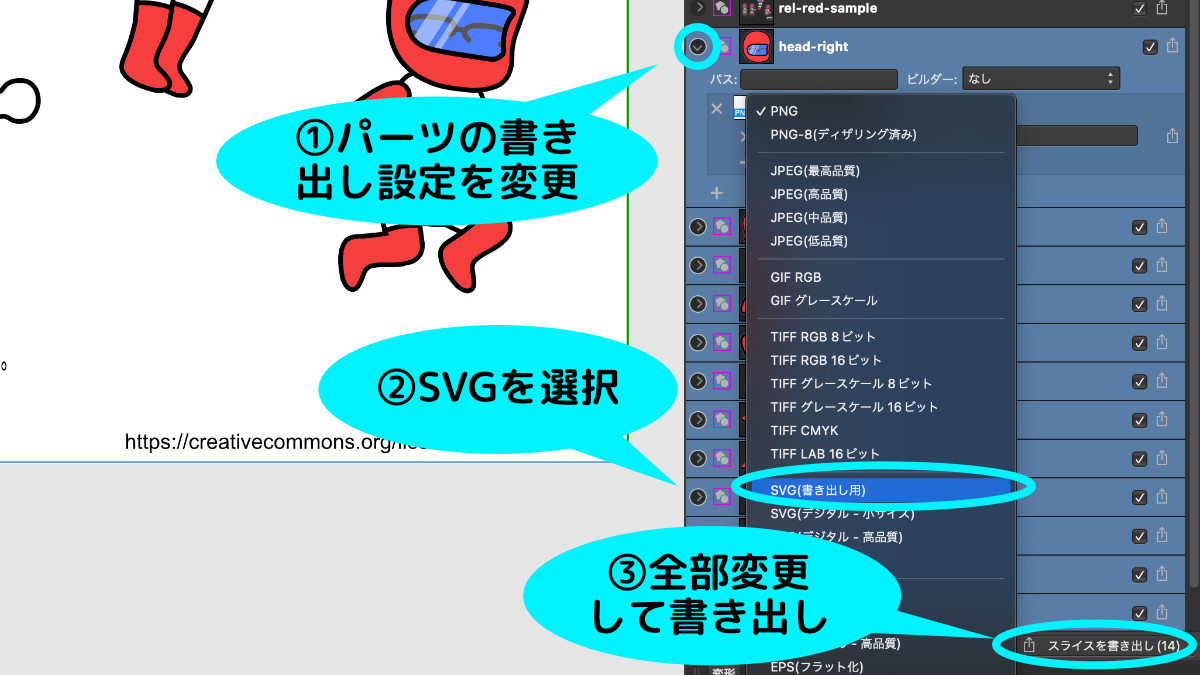 rel-red-sample
head-right
パス:
ビルダー: なし
①パーツの書き
出し設定を変更
PNG
PNG-8(ディザリング済み)
JPEG(最高品質)
JPEG(高品質)
JPEG(中品質)
JPEG(低品質)
GIF RGB
GIF グレースケール
TIFF RGB 8ビット
TIFF RGB 16ビット
TIFF グレースケール 8ビット
TIFF グレースケール 16ビット
TIFF CMYK
TIFF LAB 16ビット
②SVGを選択
https://creativecommons.org/
SVG(書き出し用)
SVG(デジタル - 小サイズ)
デジタル - 高品質)
③全部変更
して書き出し
- 高品質)
EPS(フラット化)
スライスを書き出し (14)
変形